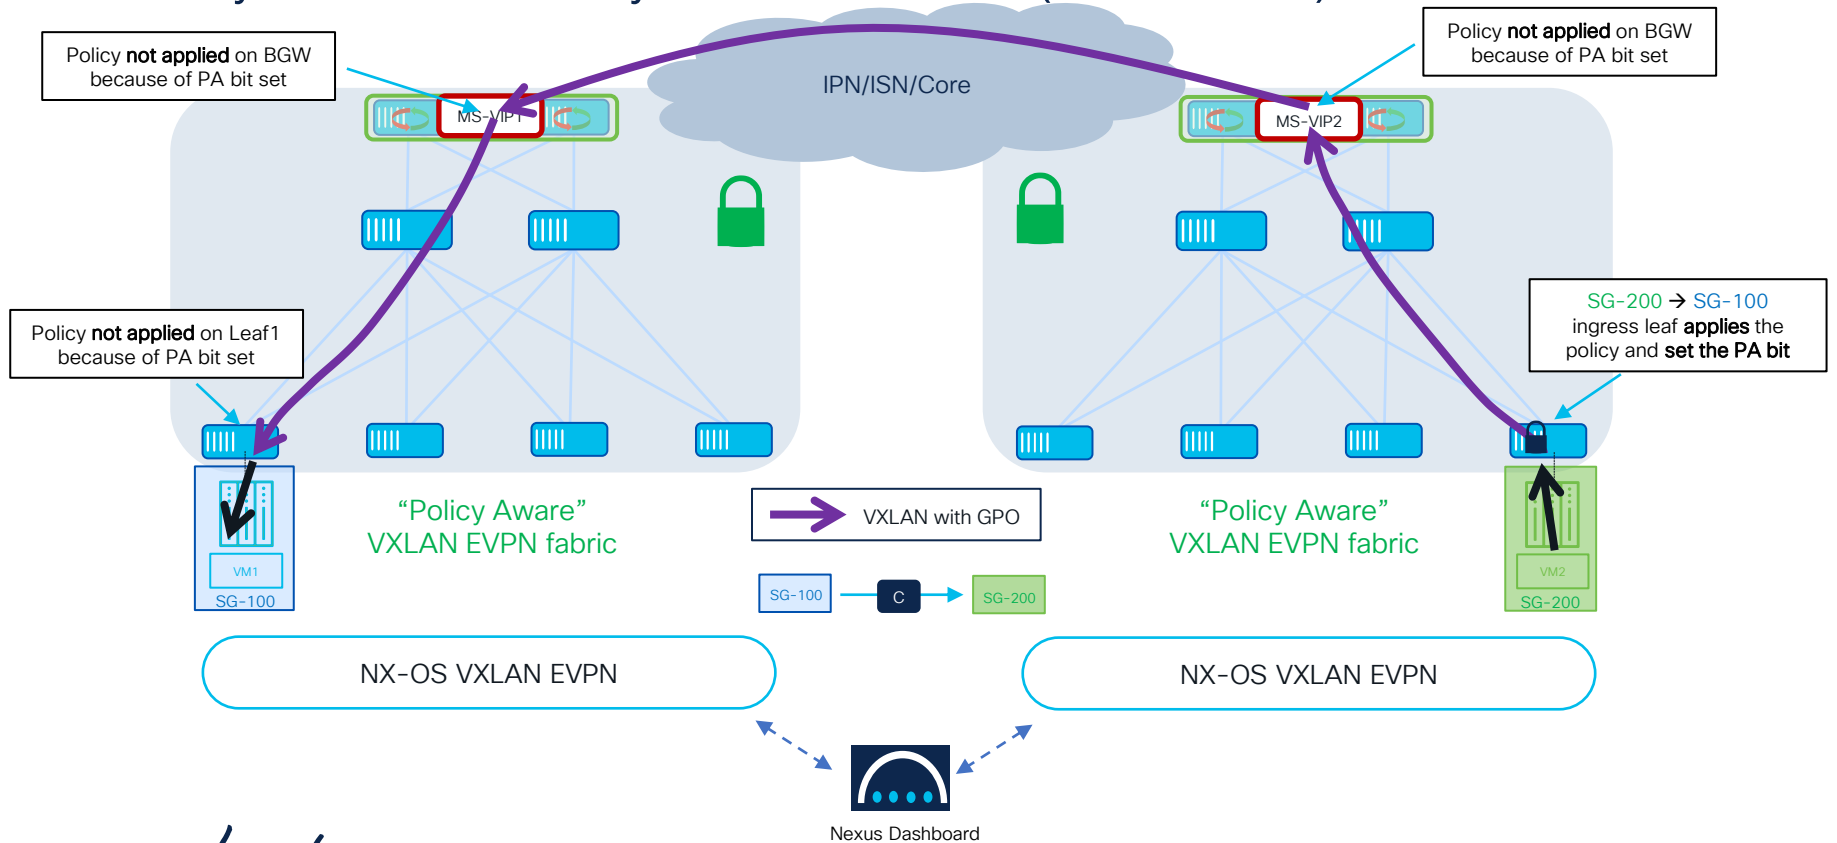 Policy not applied on BGW
because of PA bit set
Policy not applied on BGW
because of PA bit set
IPN/ISN/Core
MS-VIP1
MS-VIP2
SG-200 → SG-100
ingress leaf applies the
policy and set the PA bit
Policy not applied on Leaf1
because of PA bit set
“Policy Aware”
VXLAN EVPN fabric
VXLAN with GPO
“Policy Aware”
VXLAN EVPN fabric
VM1
SG-100
SG-100
C
SG-200
VM2
SG-200
NX-OS VXLAN EVPN
NX-OS VXLAN EVPN
Nexus Dashboard